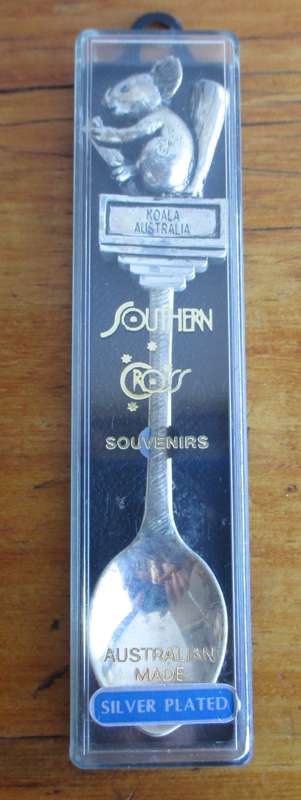 KOALA
AUSTRALIA
SOUTHERN
CROSS
SOUVENIRS
AUSTRALIAN
MADE
SILVER PLATED